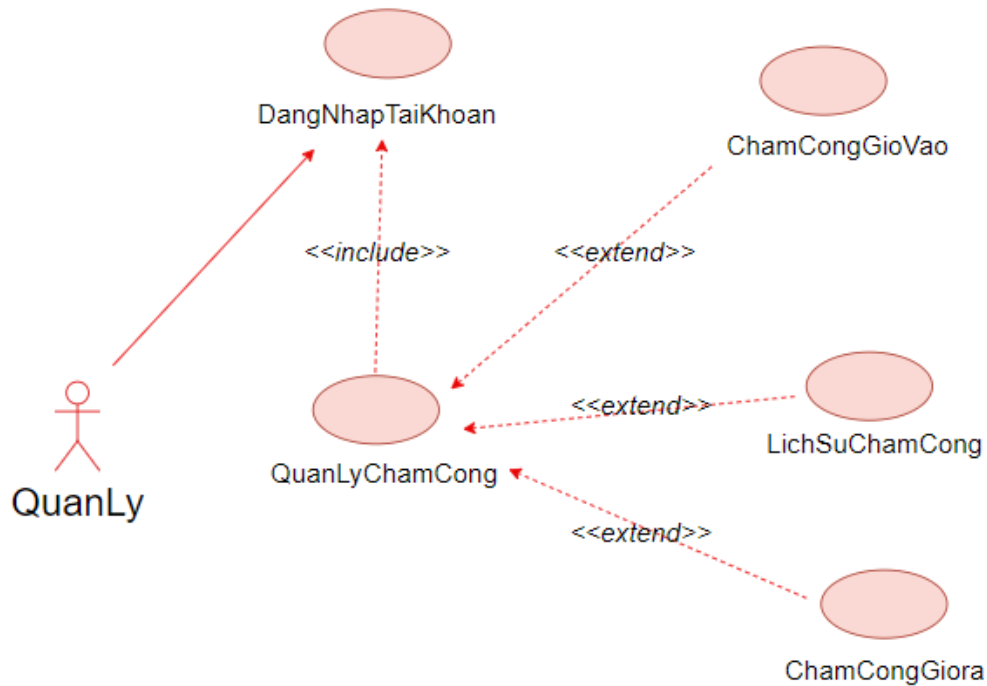 DangNhapTaiKhoan
ChamCongGioVao
<<include>>
<<extend>>
<<extend>>
LichSuChamCong
QuanLyChamCong
QuanLy
<<extend>>
ChamCongGiora